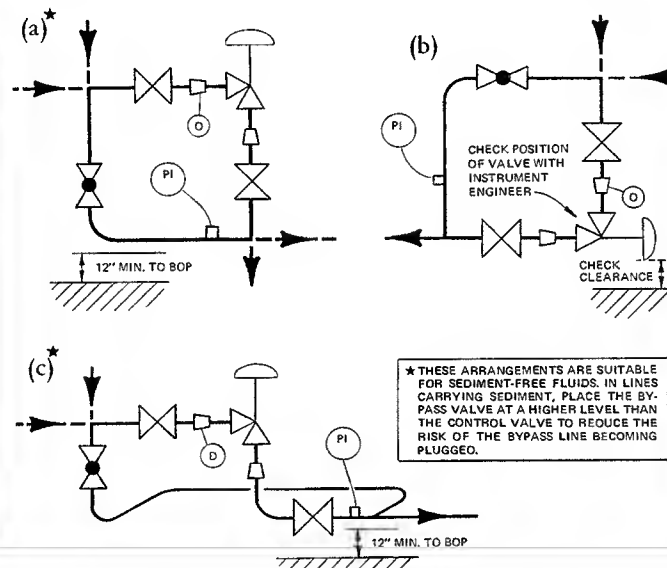 (a)★
(b)
O
PI
CHECK POSITION
OF VALVE WITH
INSTRUMENT
ENGINEER
O
PI
12" MIN. TO BOP
CHECK
CLEARANCE
(c)★
D
PI
12" MIN. TO BOP
★ THESE ARRANGEMENTS ARE SUITABLE
FOR SEDIMENT-FREE FLUIDS. IN LINES
CARRYING SEDIMENT, PLACE THE BY-
PASS VALVE AT A HIGHER LEVEL THAN
THE CONTROL VALVE TO REDUCE THE
RISK OF THE BYPASS LINE BECOMING
PLUGGED.